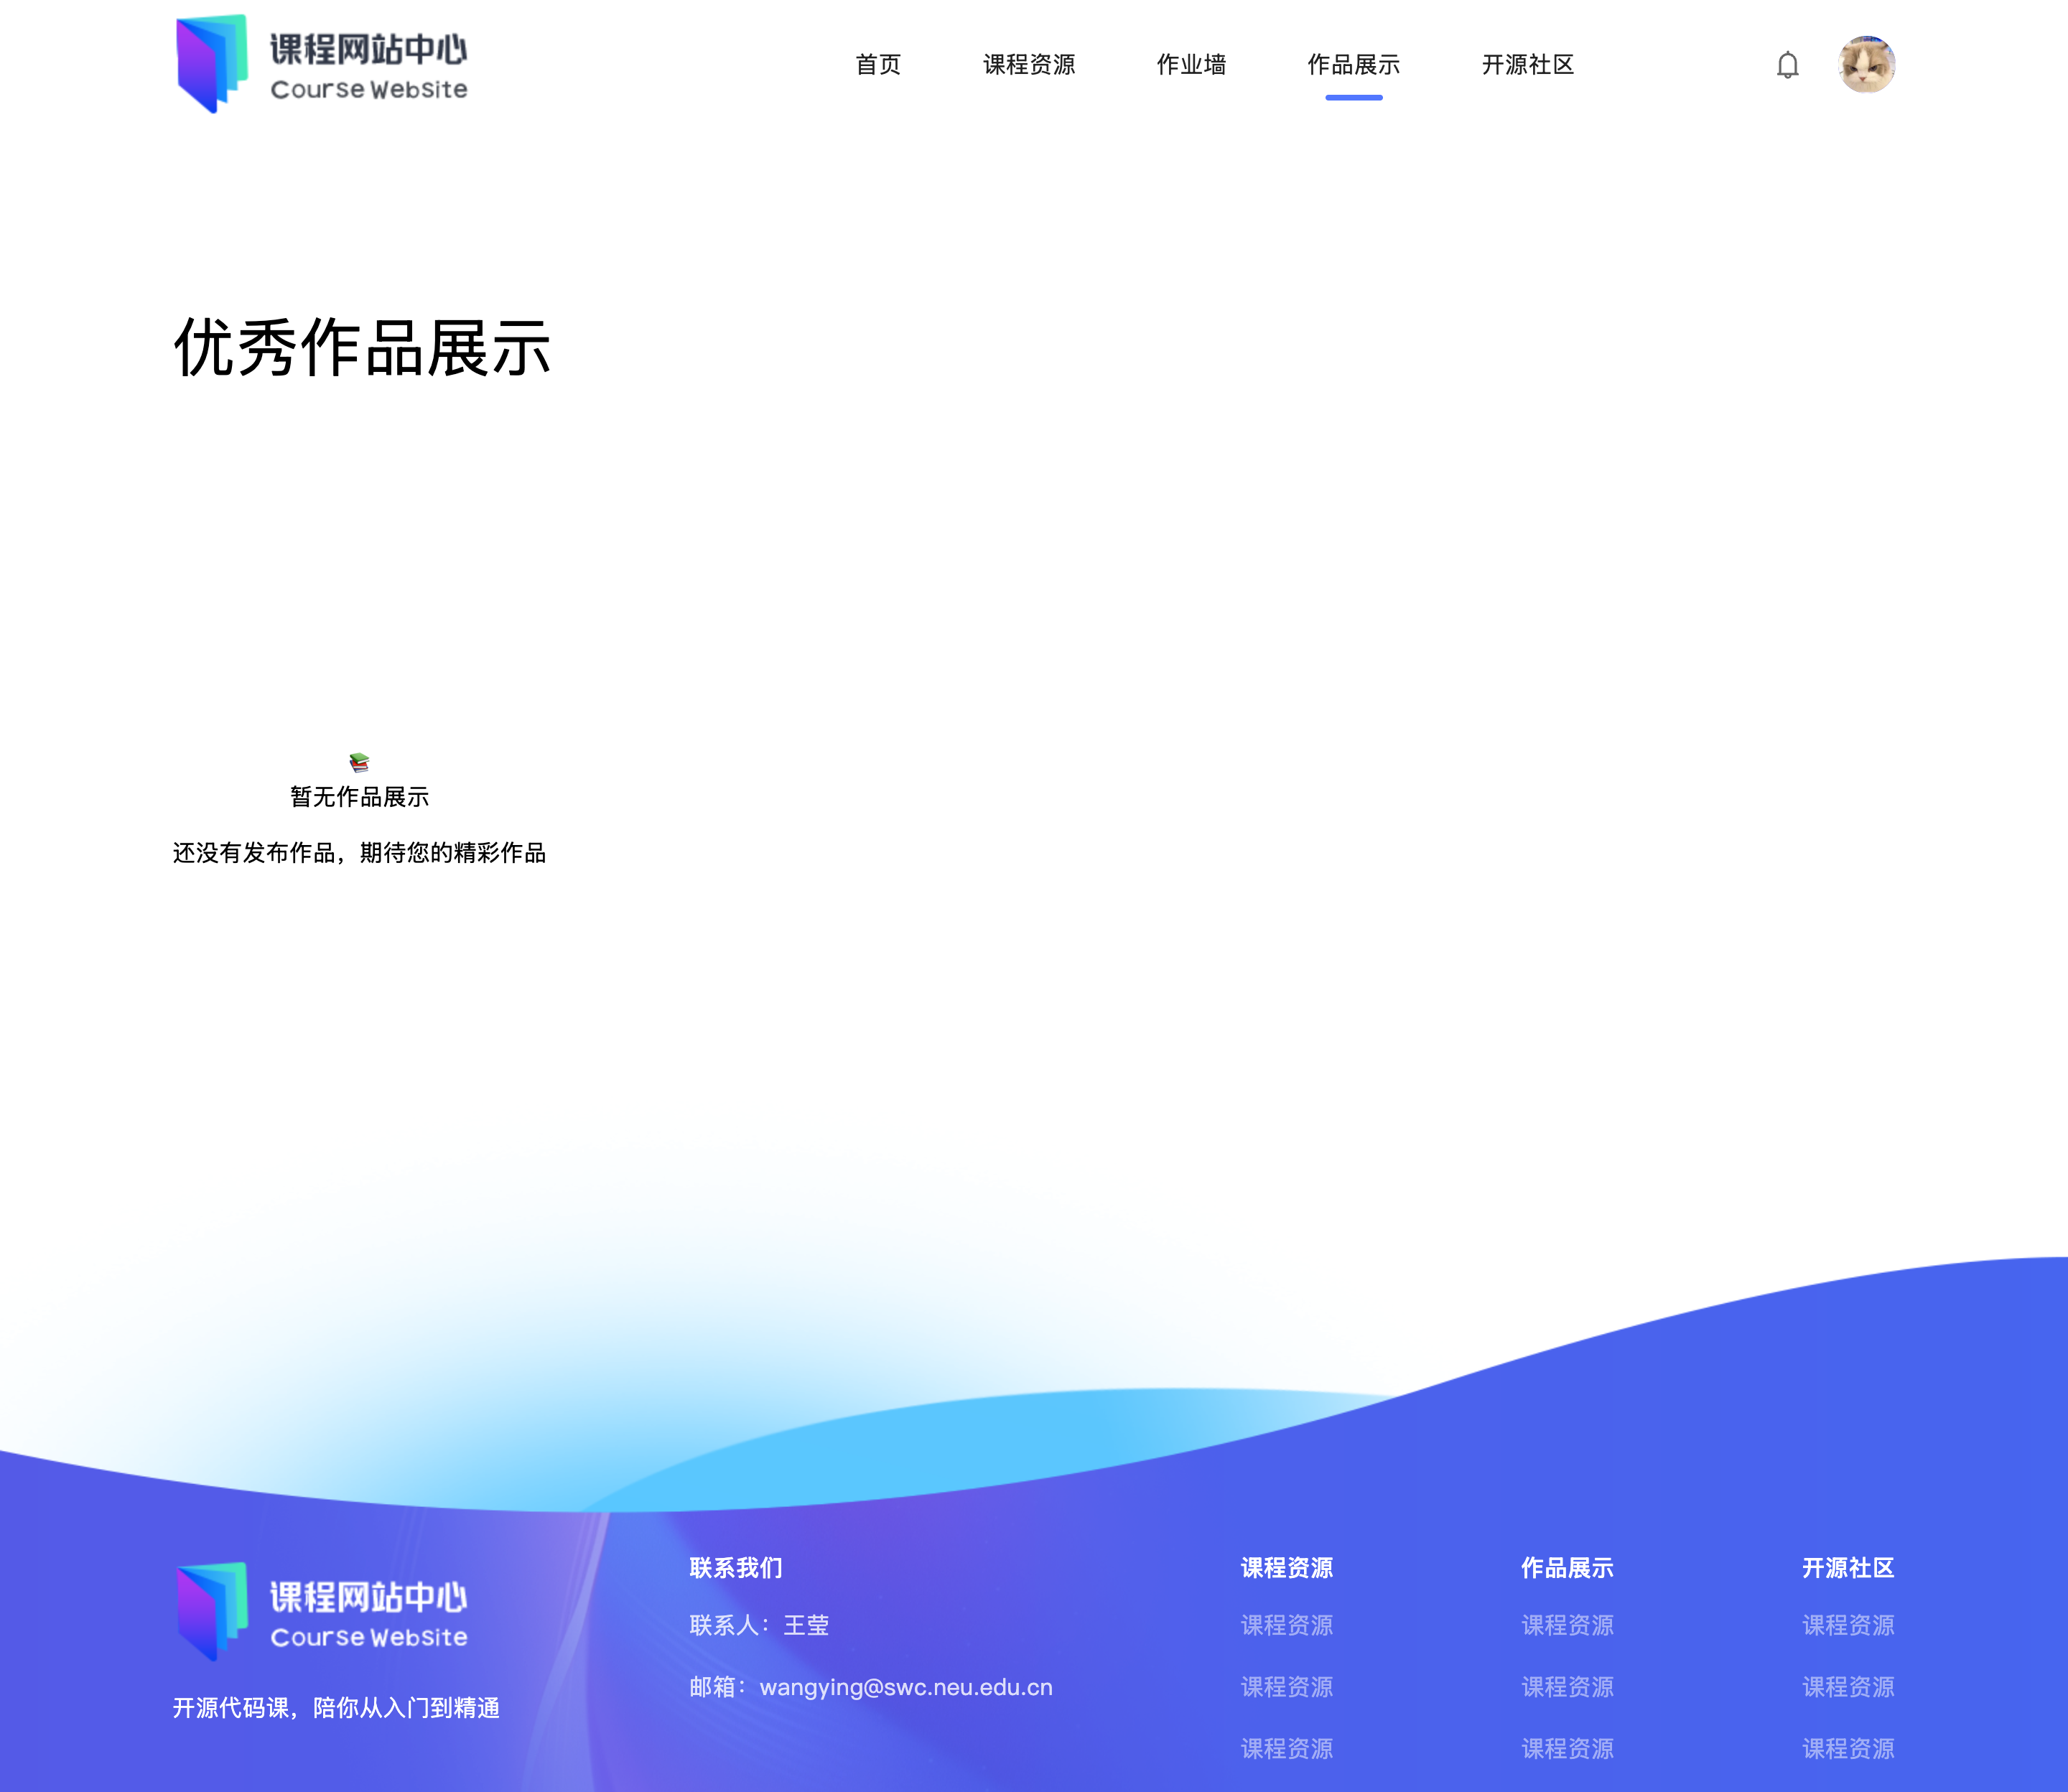 课程网站中心
Course Website
首页 课程资源 作业墙 作品展示 开源社区
优秀作品展示
暂无作品展示
还没有发布作品，期待您的精彩作品
课程网站中心
Course Website
开源代码课，陪你从入门到精通
联系我们
联系人：王莹
邮箱：wangying@swc.neu.edu.cn
课程资源
课程资源
课程资源
课程资源
作品展示
课程资源
课程资源
课程资源
开源社区
课程资源
课程资源
课程资源